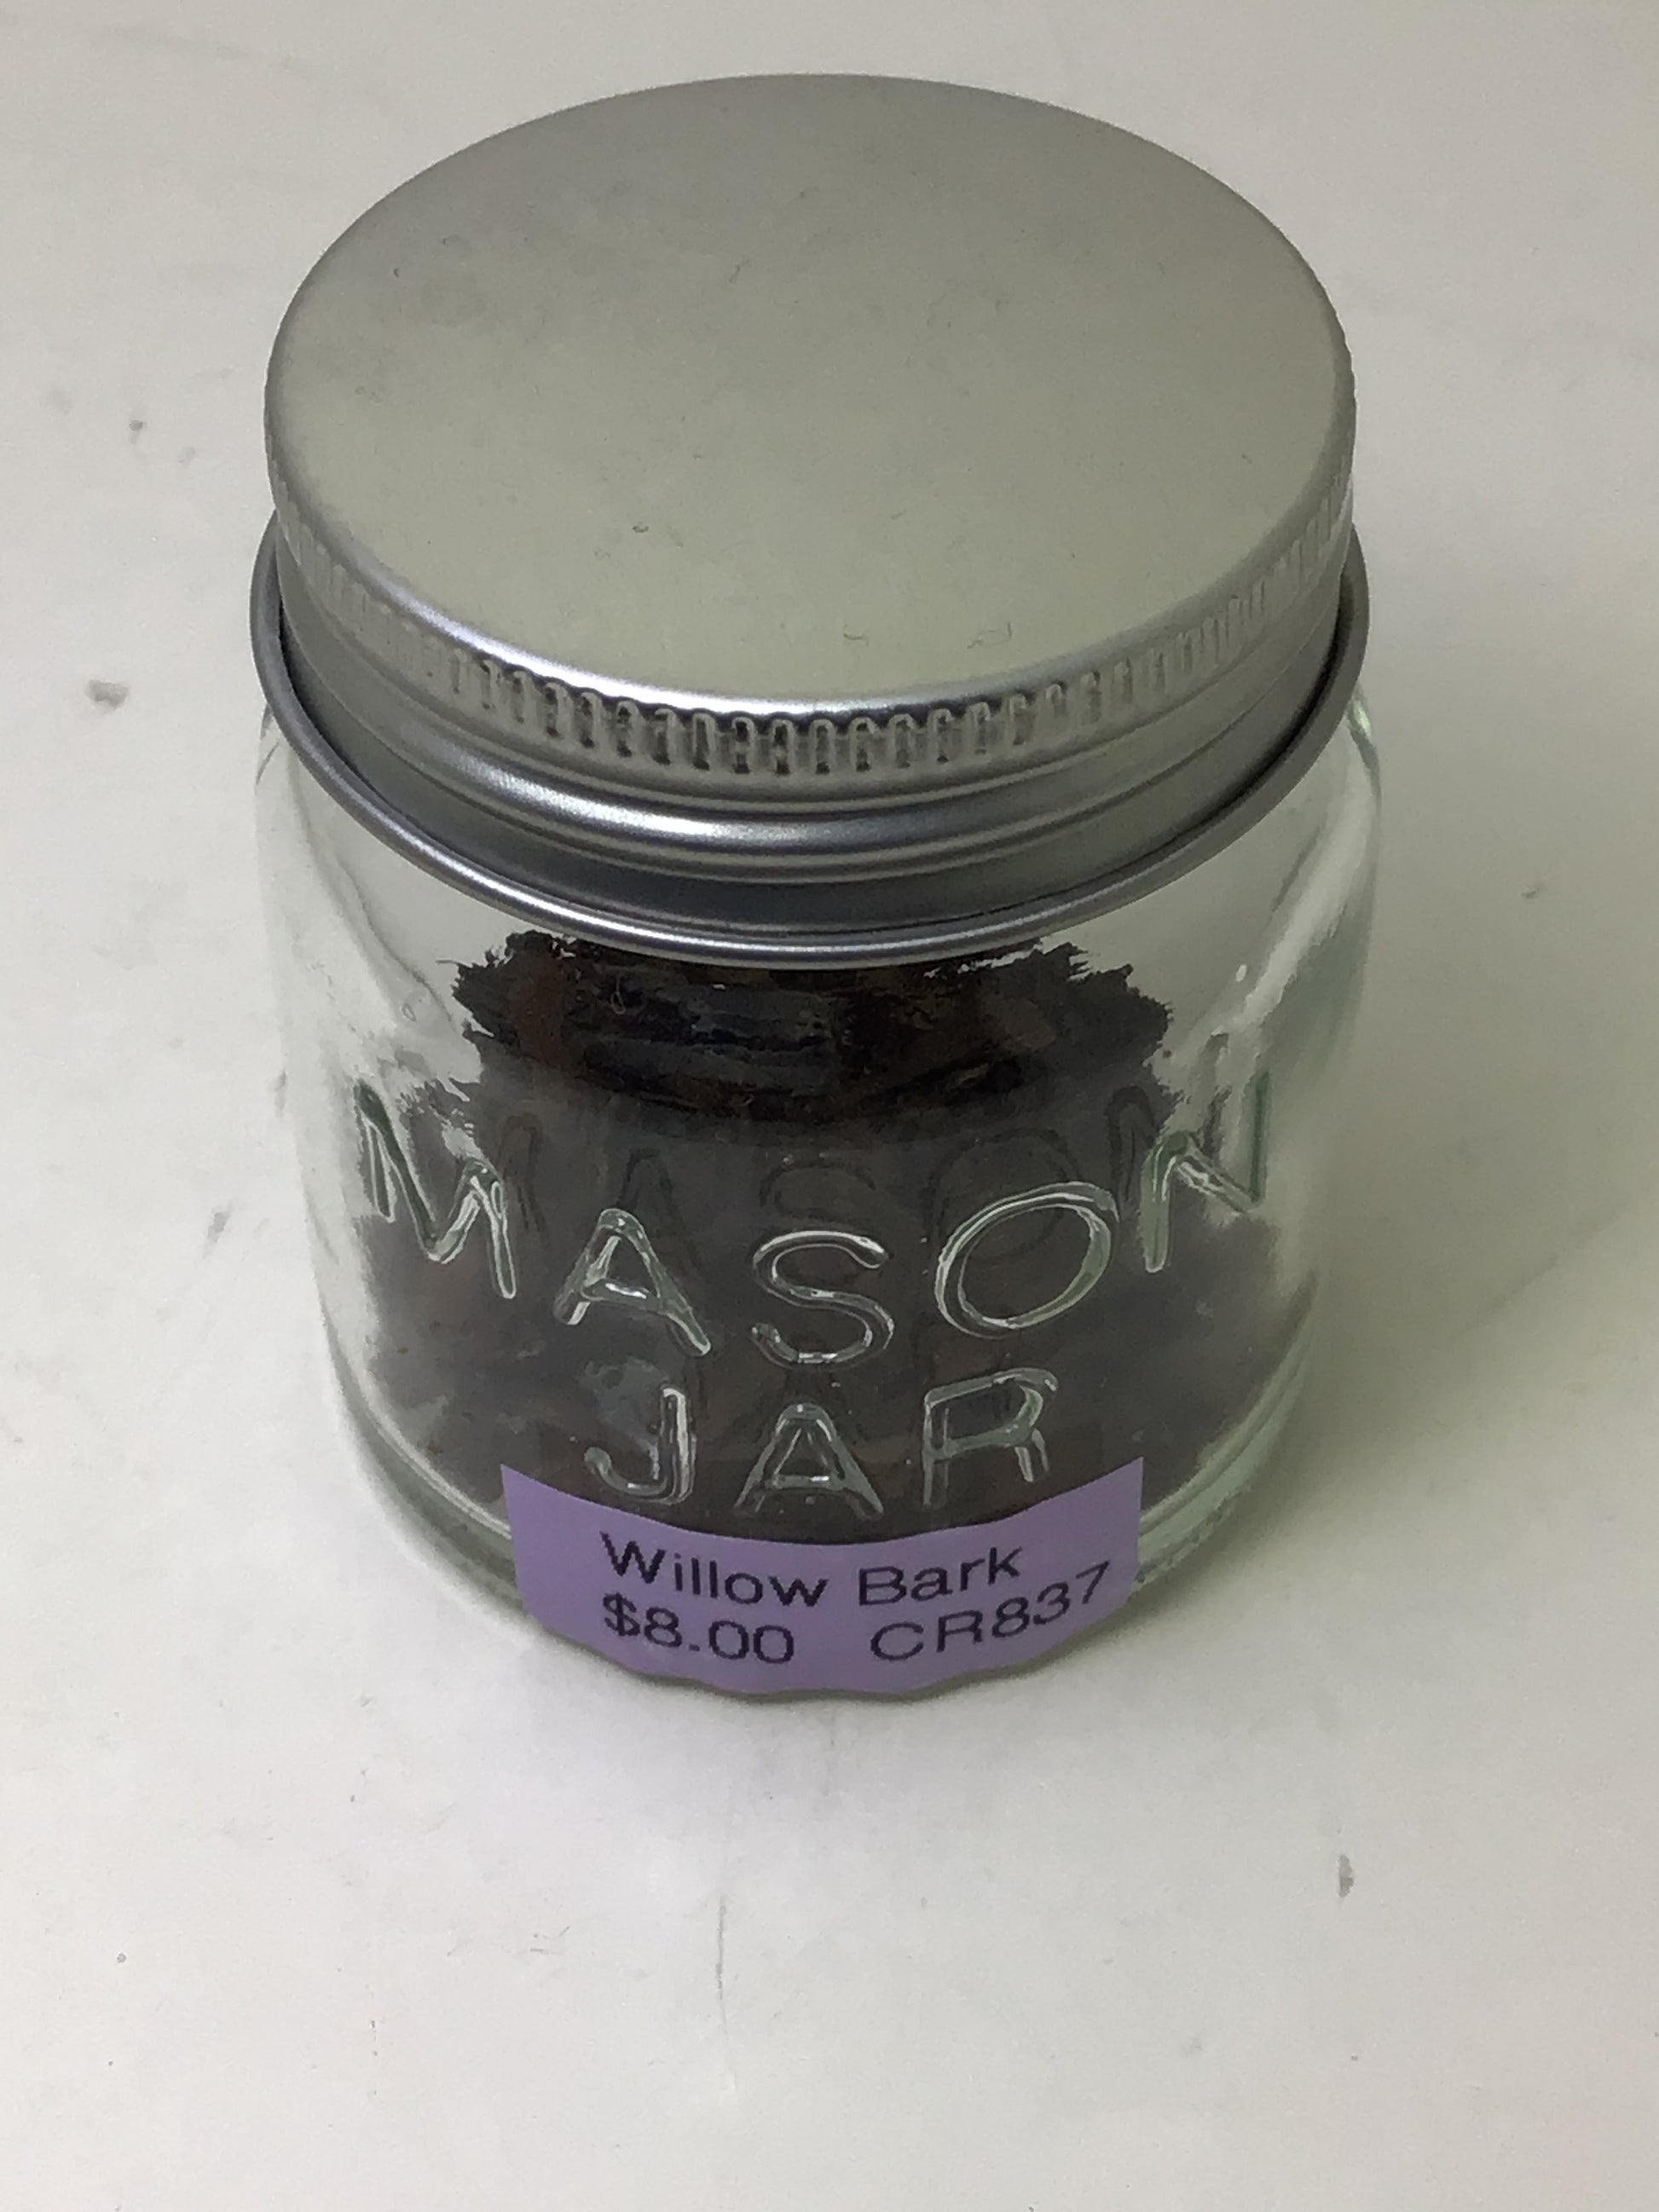 MASON
JAR
Willow Bark
$8.00 CR837